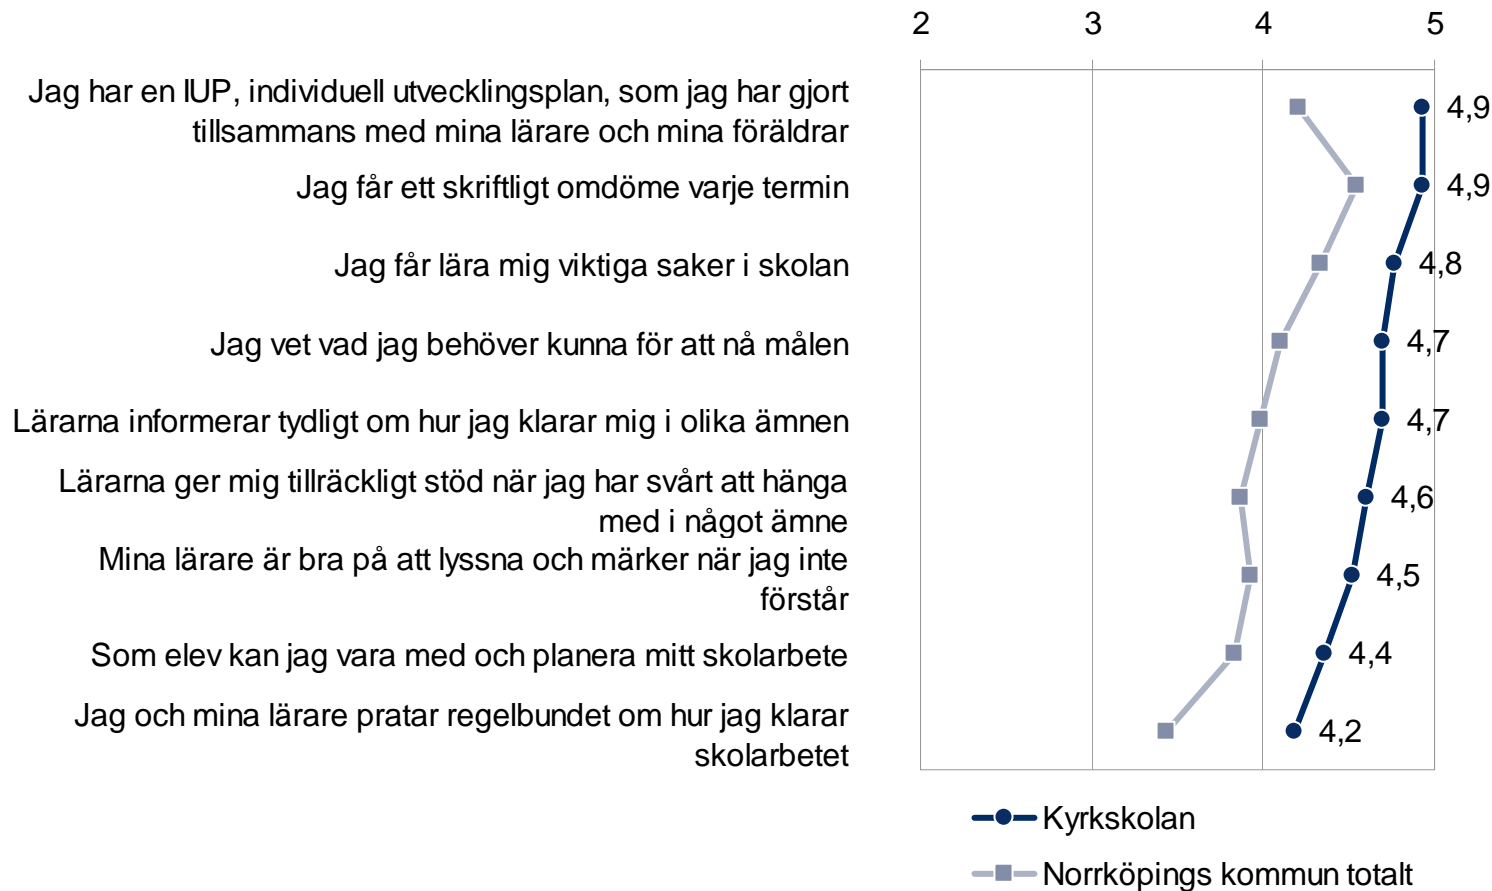 2 3 4 5
Jag har en IUP, individuell utvecklingsplan, som jag har gjort
tillsammans med mina lärare och mina föräldrar
4,9
Jag får ett skriftligt omdöme varje termin
4,9
Jag får lära mig viktiga saker i skolan
4,8
Jag vet vad jag behöver kunna för att nå målen
4,7
Lärarna informerar tydligt om hur jag klarar mig i olika ämnen
4,7
Lärarna ger mig tillräckligt stöd när jag har svårt att hänga
med i något ämne
4,6
Mina lärare är bra på att lyssna och märker när jag inte
förstår
4,5
Som elev kan jag vara med och planera mitt skolarbete
4,4
Jag och mina lärare pratar regelbundet om hur jag klarar
skolarbetet
4,2
Kyrkskolan
Norrköpings kommun totalt